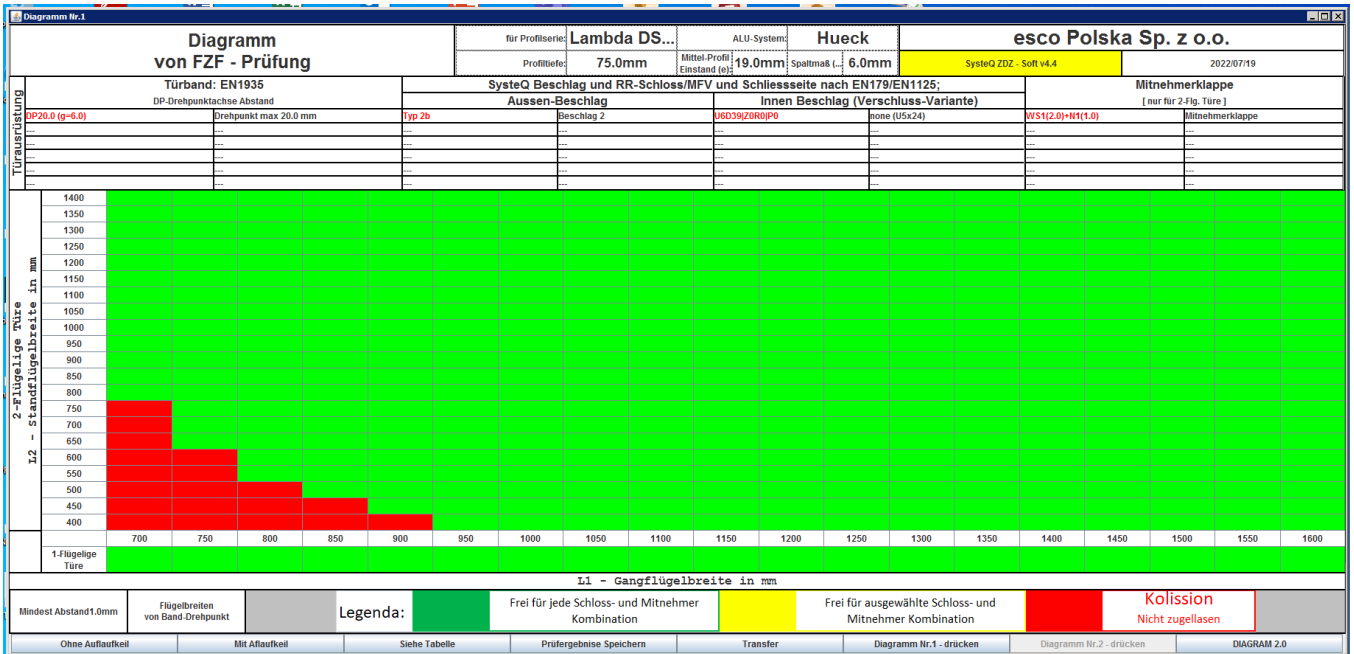 Diagramm Nr.1
Diagramm
von FZF - Prüfung
für Profilserie: Lambda DS... ALU-System: Hueck
Profiltiefe: 75.0mm Mittel-Profil Einstand (e): 19.0mm Spaltmaß (... 6.0mm
esco Polska Sp. z o.o.
SysteQ ZDZ - Soft v4.4 2022/07/19
Türausrüstung
Türband: EN1935
DP-Drehpunktachse Abstand
SysteQ Beschlag und RR-Schloss/MFV und Schliessseite nach EN179/EN1125;
Aussen-Beschlag Innen Beschlag (Verschluss-Variante)
Mitnehmerklappe
[ nur für 2-Flg. Türe ]
DP20.0 (g=6.0) Drehpunkt max 20.0 mm Typ 2b Beschlag 2 U6D39|Z0R0|P0 none (U5x24) WS1(2.0)+N1(1.0) Mitnehmerklappe
--- --- --- --- --- --- --- ---
--- --- --- --- --- --- --- ---
--- --- --- --- --- --- --- ---
--- --- --- --- --- --- --- ---
--- --- --- --- --- --- --- ---
2-Flügelige Türe
L2 - Standflügelbreite in mm
1400
1350
1300
1250
1200
1150
1100
1050
1000
950
900
850
800
750
700
650
600
550
500
450
400
700 750 800 850 900 950 1000 1050 1100 1150 1200 1250 1300 1350 1400 1450 1500 1550 1600
1-Flügelige
Türe
L1 - Gangflügelbreite in mm
Mindest Abstand1.0mm
Flügelbreiten
von Band-Drehpunkt
Legenda:
Frei für jede Schloss- und Mitnehmer
Kombination
Frei für ausgewählte Schloss- und
Mitnehmer Kombination
Kolission
Nicht zugellasen
Ohne Auflaufkeil Mit Aflaufkeil Siehe Tabelle Prüfergebnise Speichern Transfer Diagramm Nr.1 - drücken Diagramm Nr.2 - drücken DIAGRAM 2.0